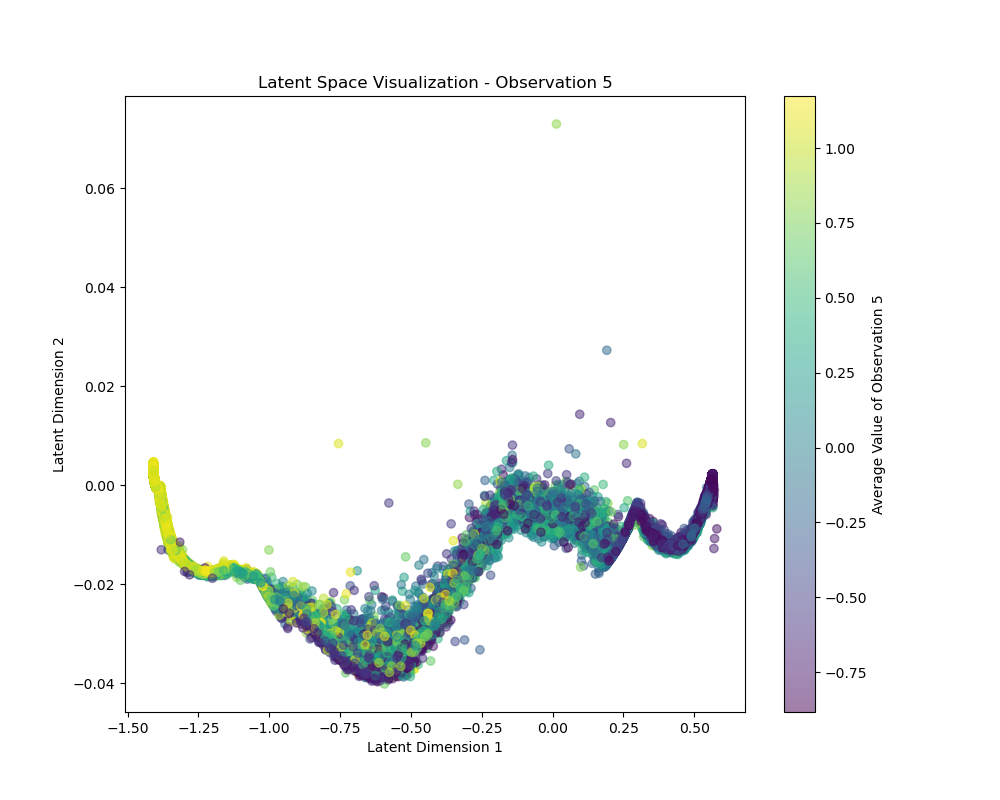 Latent Space Visualization - Observation 5
Latent Dimension 2
0.06
0.04
0.02
0.00
−0.02
−0.04
−1.50 −1.25 −1.00 −0.75 −0.50 −0.25 0.00 0.25 0.50
Latent Dimension 1
1.00
0.75
0.50
0.25
0.00
−0.25
−0.50
−0.75
Average Value of Observation 5